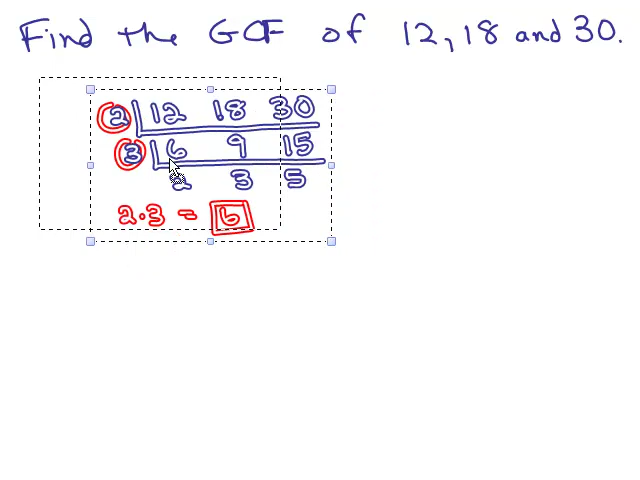 Find the GCF of 12, 18 and 30.
2 12 18 30
3 6 9 15
2 3 5
2·3 = 6